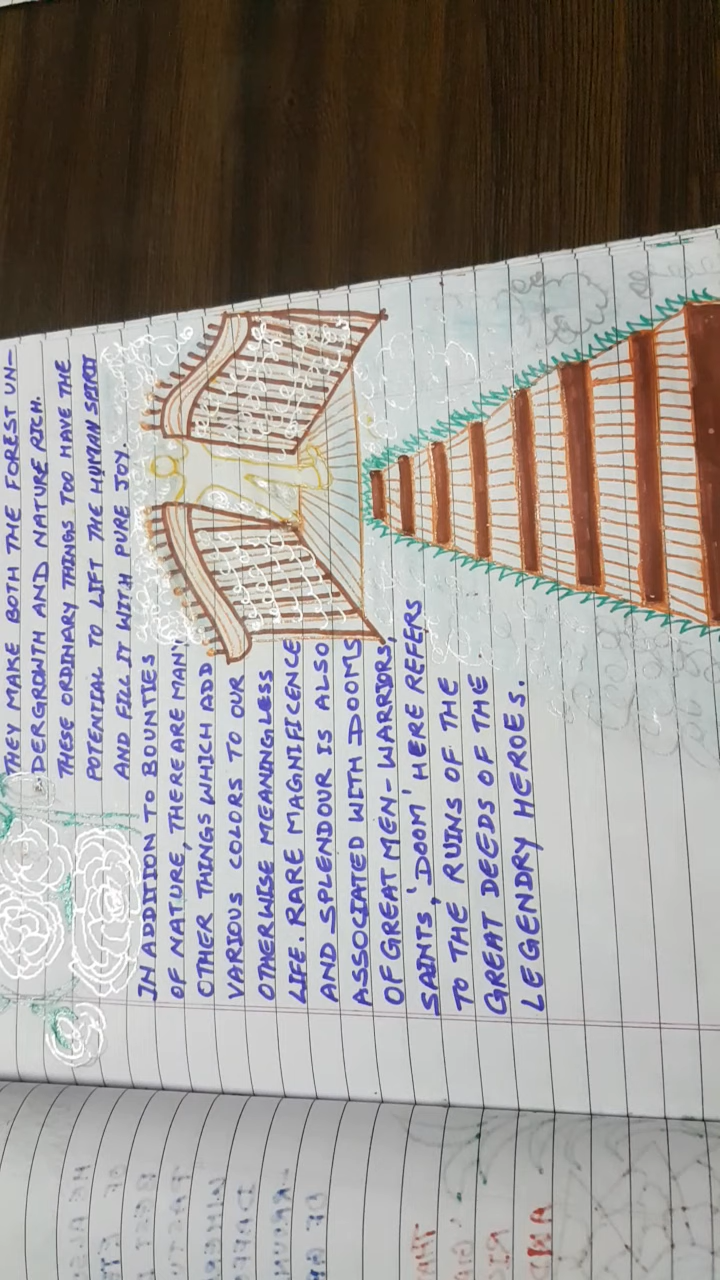 THEY MAKE BOTH THE FOREST UN-
DERGROWTH AND NATURE RICH.
THESE ORDINARY THINGS TOO HAVE THE
POTENTIAL TO LIFT THE HUMAN SPIRIT
AND FILL IT WITH PURE JOY.
IN ADDITION TO BOUNTIES
OF NATURE, THERE ARE MANY
OTHER THINGS WHICH ADD
VARIOUS COLORS TO OUR
OTHERWISE MEANINGLESS
LIFE. RARE MAGNIFICENCE
AND SPLENDOUR IS ALSO
ASSOCIATED WITH DOOMS
OF GREAT MEN- WARRIORS,
SAINTS, 'DOOM' HERE REFERS
TO THE RUINS OF THE
GREAT DEEDS OF THE
LEGENDRY HEROES.